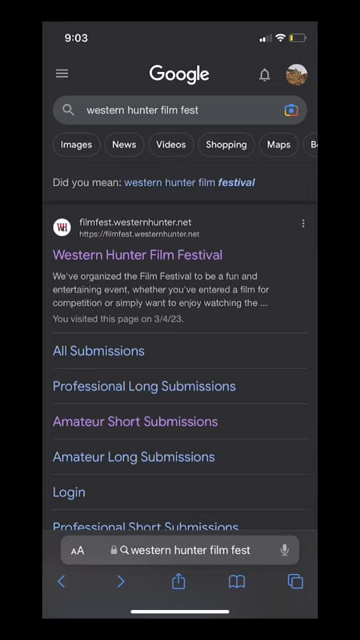 9:03
Google
western hunter film fest
Images
News
Videos
Shopping
Maps
Did you mean: western hunter film festival
WH
filmfest.westernhunter.net
https://filmfest.westernhunter.net
Western Hunter Film Festival
We've organized the Film Festival to be a fun and
entertaining event, whether you've entered a film for
competition or simply want to enjoy watching the ...
You visited this page on 3/4/23.
All Submissions
Professional Long Submissions
Amateur Short Submissions
Amateur Long Submissions
Login
Professional Short Submissions
AA
western hunter film fest